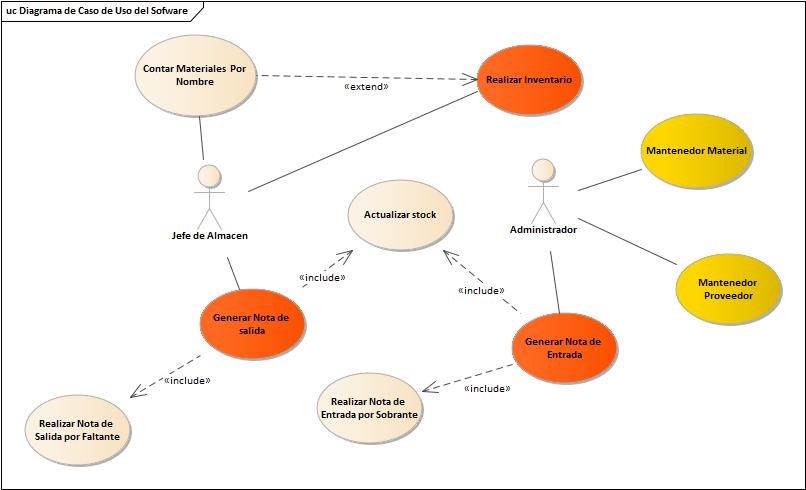 uc Diagrama de Caso de Uso del Sofware
Contar Materiales Por
Nombre
«extend»
Realizar Inventario
Mantenedor Material
Jefe de Almacen
Actualizar stock
Administrador
Mantenedor
Proveedor
«include»
«include»
Generar Nota de
salida
Generar Nota de
Entrada
«include»
«include»
Realizar Nota de
Salida por Faltante
Realizar Nota de
Entrada por Sobrante